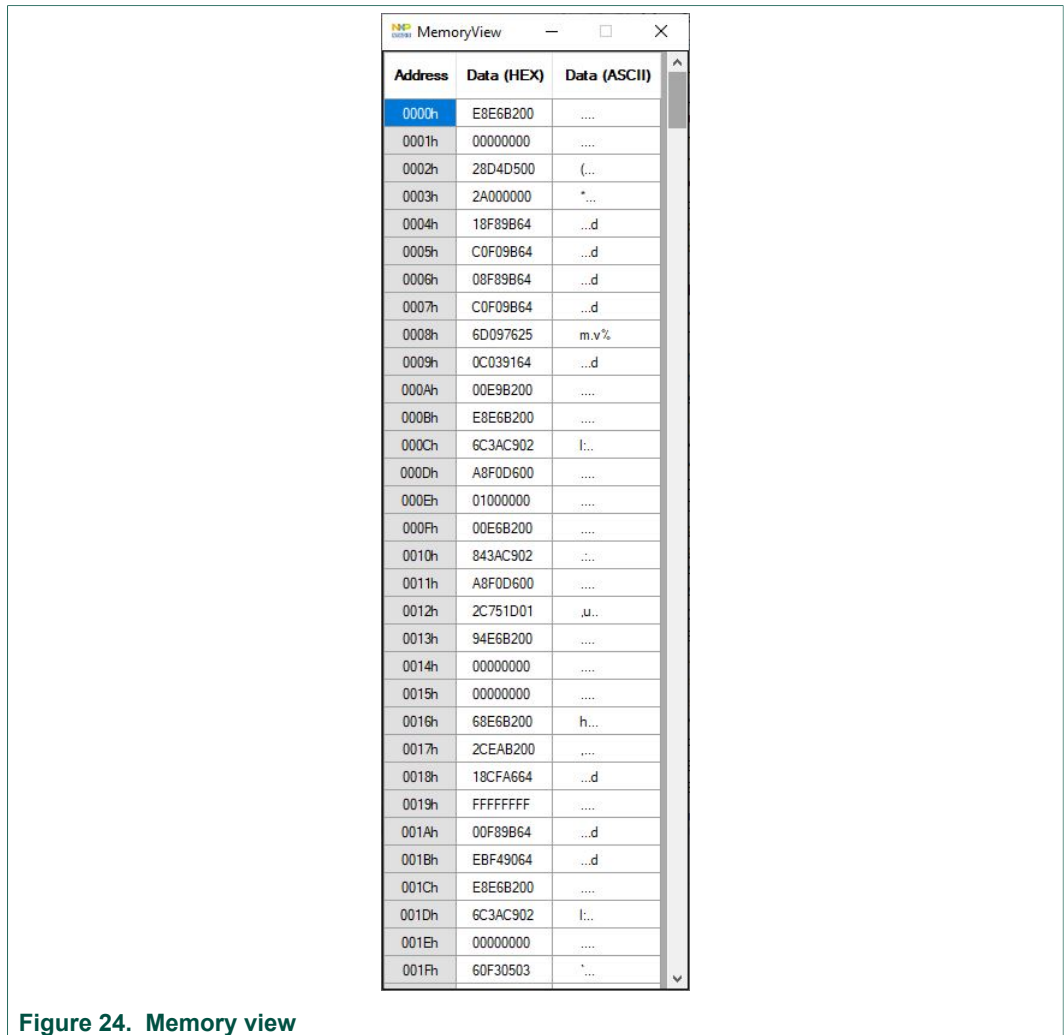 NXP MemoryView
Address Data (HEX) Data (ASCII)
0000h E8E6B200 ....
0001h 00000000 ....
0002h 28D4D500 (...
0003h 2A000000 *...
0004h 18F89B64 ...d
0005h C0F09B64 ...d
0006h 08F89B64 ...d
0007h C0F09B64 ...d
0008h 6D097625 m.v%
0009h 0C039164 ...d
000Ah 00E9B200 ....
000Bh E8E6B200 ....
000Ch 6C3AC902 l:..
000Dh A8F0D600 ....
000Eh 01000000 ....
000Fh 00E6B200 ....
0010h 843AC902 .:..
0011h A8F0D600 ....
0012h 2C751D01 ,u..
0013h 94E6B200 ....
0014h 00000000 ....
0015h 00000000 ....
0016h 68E6B200 h...
0017h 2CEAB200 ,...
0018h 18CFA664 ...d
0019h FFFFFFFF ....
001Ah 00F89B64 ...d
001Bh EBF49064 ...d
001Ch E8E6B200 ....
001Dh 6C3AC902 l:..
001Eh 00000000 ....
001Fh 60F30503 `...
Figure 24. Memory view